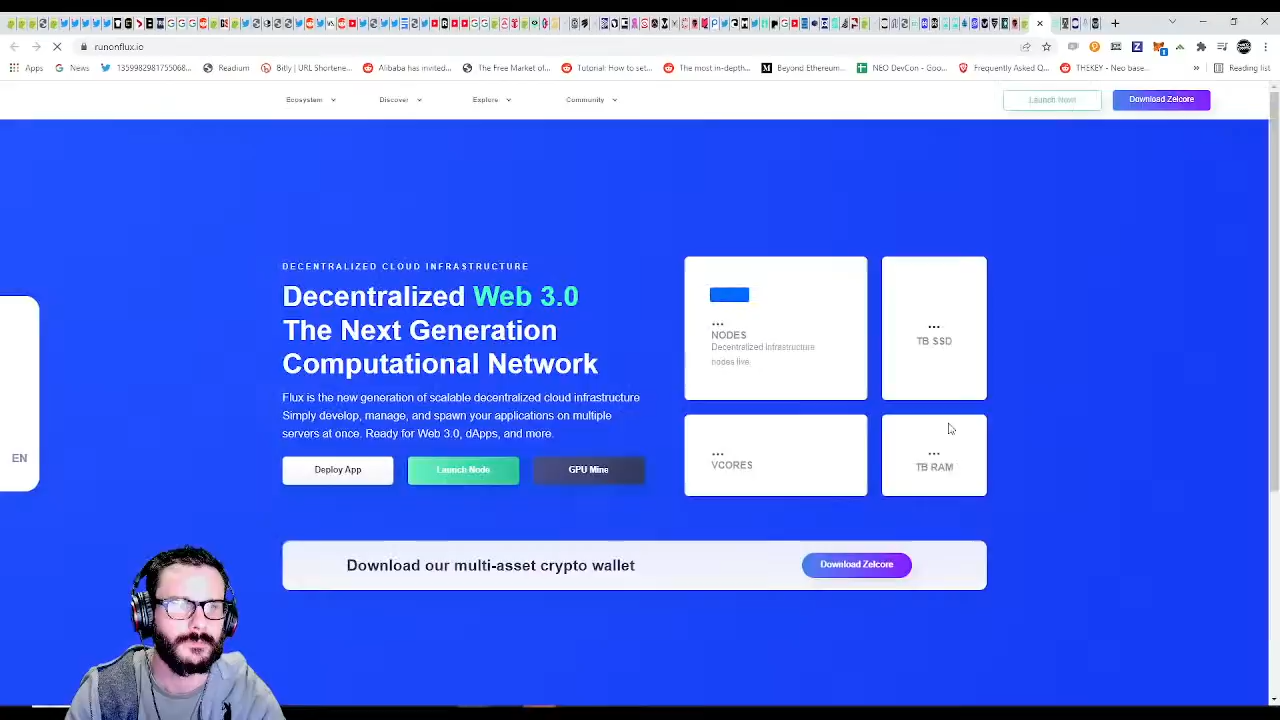 runonflux.io
Apps
News
1359982981755068...
Readium
Bitly | URL Shortene...
Alibaba has invited...
The Free Market of...
Tutorial: How to set...
The most in-depth...
Beyond Ethereum...
NEO DevCon - Goo...
Frequently Asked Q...
THEKEY - Neo base...
»
Reading list
Ecosystem
Discover
Explore
Community
Launch Now!
Download Zelcore
DECENTRALIZED CLOUD INFRASTRUCTURE
Decentralized Web 3.0
The Next Generation
Computational Network
Flux is the new generation of scalable decentralized cloud infrastructure
Simply develop, manage, and spawn your applications on multiple
servers at once. Ready for Web 3.0, dApps, and more.
Deploy App
Launch Node
GPU Mine
...
NODES
Decentralized infrastructure
nodes live
...
TB SSD
...
VCORES
...
TB RAM
EN
Download our multi-asset crypto wallet
Download Zelcore